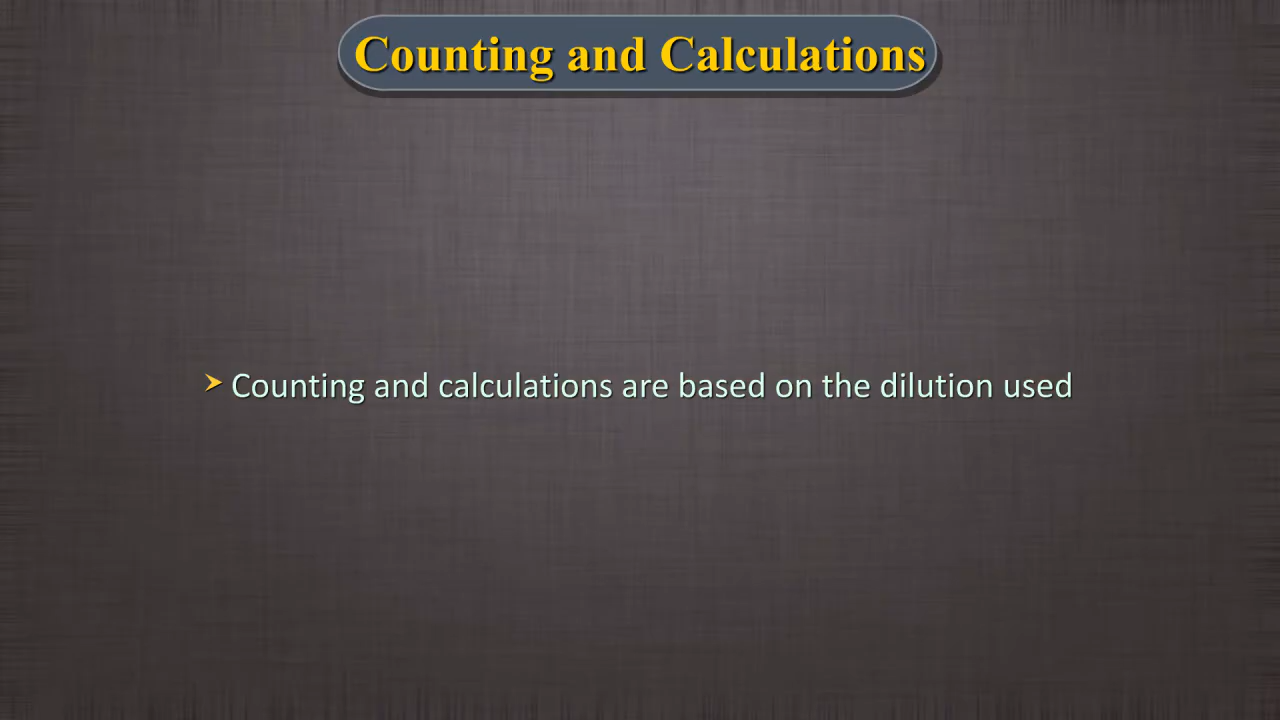 Counting and Calculations
➤ Counting and calculations are based on the dilution used